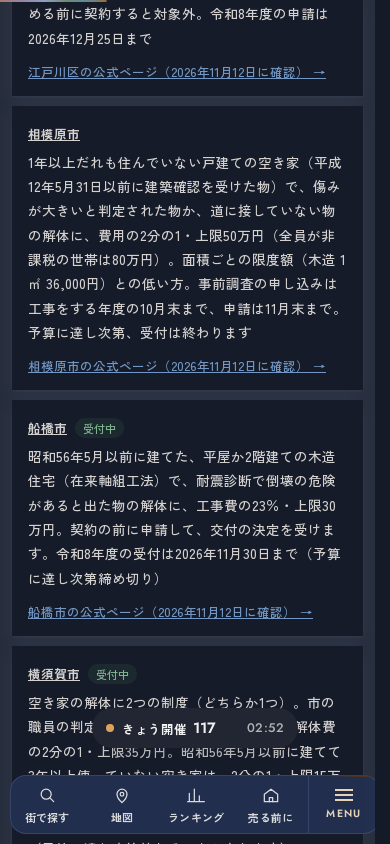 める前に契約すると対象外。令和8年度の申請は
2026年12月25日まで
江戸川区の公式ページ（2026年11月12日に確認） →
相模原市
1年以上だれも住んでいない戸建ての空き家（平成
12年5月31日以前に建築確認を受けた物）で、傷み
が大きいと判定された物か、道に接していない物
の解体に、費用の2分の1・上限50万円（全員が非
課税の世帯は80万円）。面積ごとの限度額（木造 1
㎡ 36,000円）との低い方。事前調査の申し込みは
工事をする年度の10月末まで、申請は11月末まで。
予算に達し次第、受付は終わります
相模原市の公式ページ（2026年11月12日に確認） →
船橋市 受付中
昭和56年5月以前に建てた、平屋か2階建ての木造
住宅（在来軸組工法）で、耐震診断で倒壊の危険
があると出た物の解体に、工事費の23％・上限30
万円。契約の前に申請して、交付の決定を受けま
す。令和8年度の受付は2026年11月30日まで（予算
に達し次第締め切り）
船橋市の公式ページ（2026年11月12日に確認） →
横須賀市 受付中
空き家の解体に2つの制度（どちらか1つ）。市の
職員の判定
解体費
きょう開催 117 02:52
の2分の1・上限35万円。昭和56年5月以前に建てて
街で探す
地図
ランキング
売る前に
MENU